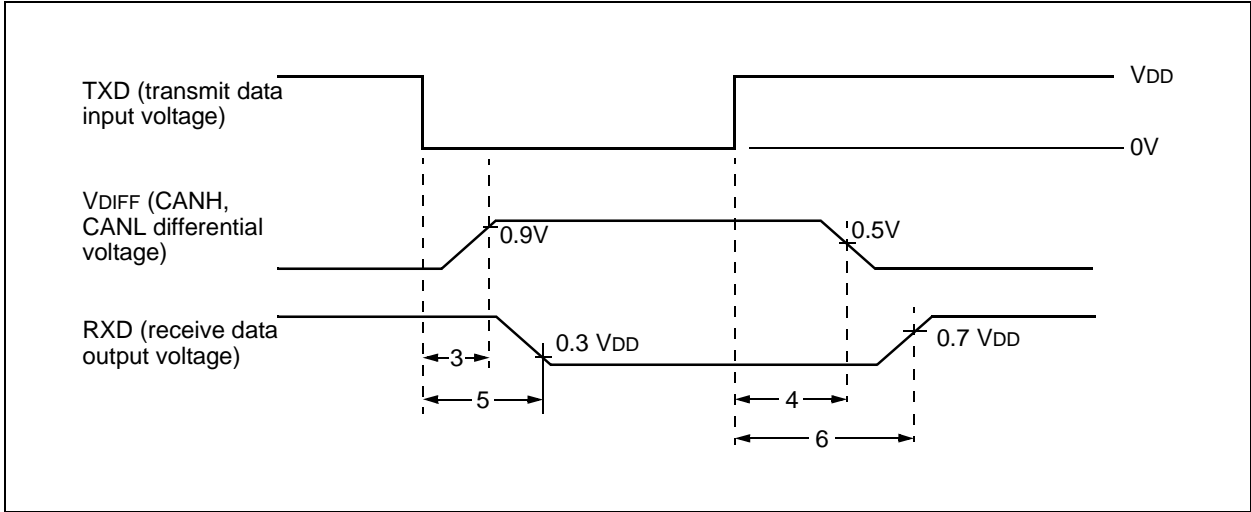 TXD (transmit data
input voltage)
VDD
0V
VDIFF (CANH,
CANL differential
voltage)
0.9V
0.5V
RXD (receive data
output voltage)
0.3 VDD
0.7 VDD
3
5
4
6